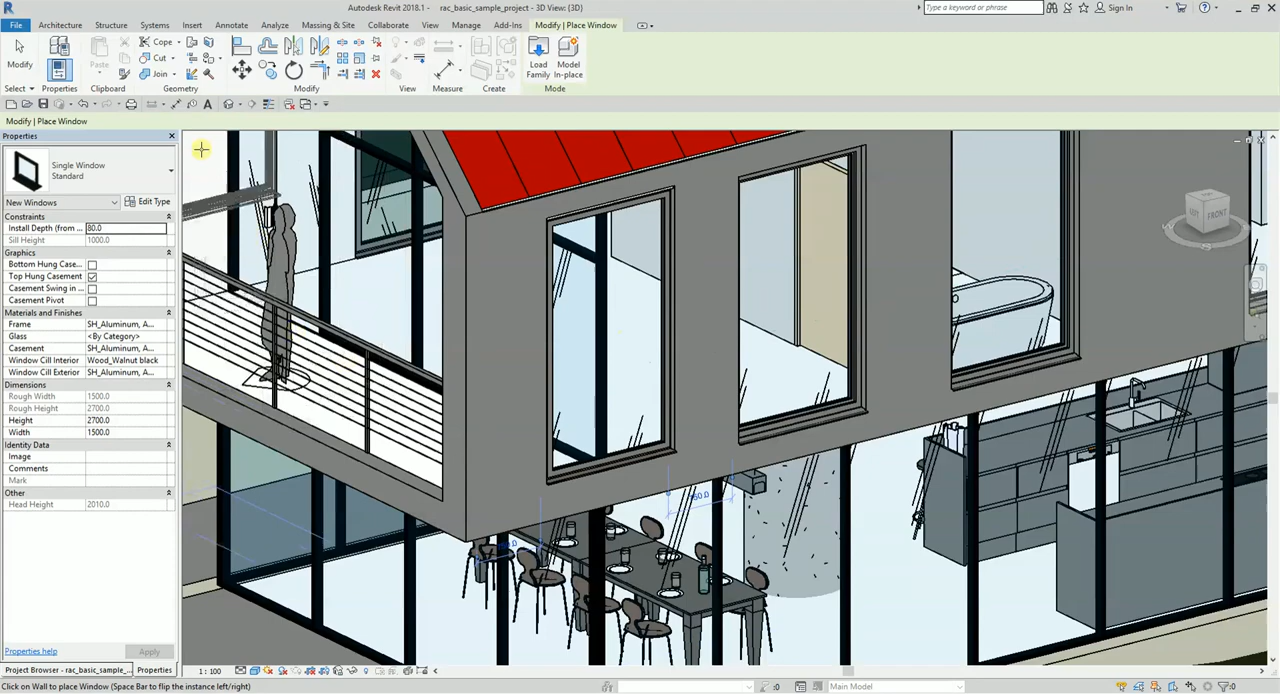 Autodesk Revit 2018.1 - rac_basic_sample_project - 3D View: {3D}
Type a keyword or phrase
Sign In
File Architecture Structure Systems Insert Annotate Analyze Massing & Site Collaborate View Manage Add-Ins Modify | Place Window
Modify
Paste
Cope
Cut
Join
Load Family
Model In-place
Select Properties Clipboard Geometry Modify View Measure Create Mode
Modify | Place Window
Properties
Single Window
Standard
New Windows Edit Type
Constraints
Install Depth (from ... 80.0
Sill Height 1000.0
Graphics
Bottom Hung Case...
Top Hung Casement
Casement Swing in ...
Casement Pivot
Materials and Finishes
Frame SH_Aluminum, A...
Glass <By Category>
Casement SH_Aluminum, A...
Window Cill Interior Wood_Walnut black
Window Cill Exterior SH_Aluminum, A...
Dimensions
Rough Width 1500.0
Rough Height 2700.0
Height 2700.0
Width 1500.0
Identity Data
Image
Comments
Mark
Other
Head Height 2010.0
LEFT FRONT
W S
Properties help Apply
Project Browser - rac_basic_sample_... Properties
1 : 100
Click on Wall to place Window (Space Bar to flip the instance left/right)
:0 Main Model :0